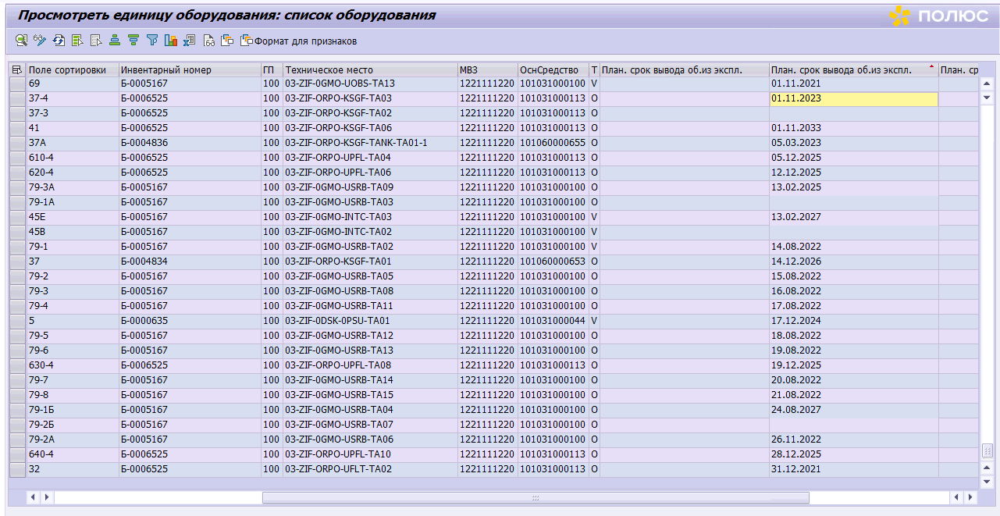 Просмотреть единицу оборудования: список оборудования
ПОЛЮС
Формат для признаков
Поле сортировки Инвентарный номер ГП Техническое место МВЗ ОснСредство Т План. срок вывода об.из экспл. План. срок вывода об.из экспл. План. ср
69 Б-0005167 100 03-ZIF-0GMO-UOBS-TA13 1221111220 101031000100 V 01.11.2021
37-4 Б-0006525 100 03-ZIF-ORPO-KSGF-TA03 1221111220 101031000113 O 01.11.2023
37-3 Б-0006525 100 03-ZIF-ORPO-KSGF-TA02 1221111220 101031000113 O
41 Б-0006525 100 03-ZIF-ORPO-KSGF-TA06 1221111220 101031000113 O 01.11.2033
37А Б-0004836 100 03-ZIF-ORPO-KSGF-TANK-TA01-1 1221111220 101060000655 O 05.03.2023
610-4 Б-0006525 100 03-ZIF-ORPO-UPFL-TA04 1221111220 101031000113 O 05.12.2025
620-4 Б-0006525 100 03-ZIF-ORPO-UPFL-TA06 1221111220 101031000113 O 12.12.2025
79-3А Б-0005167 100 03-ZIF-0GMO-USRB-TA09 1221111220 101031000100 O 13.02.2025
79-1А Б-0005167 100 03-ZIF-0GMO-USRB-TA03 1221111220 101031000100 O
45Е Б-0005167 100 03-ZIF-0GMO-INTC-TA03 1221111220 101031000100 V 13.02.2027
45В Б-0005167 100 03-ZIF-0GMO-INTC-TA02 1221111220 101031000100 V
79-1 Б-0005167 100 03-ZIF-0GMO-USRB-TA02 1221111220 101031000100 V 14.08.2022
37 Б-0004834 100 03-ZIF-ORPO-KSGF-TA01 1221111220 101060000653 O 14.12.2026
79-2 Б-0005167 100 03-ZIF-0GMO-USRB-TA05 1221111220 101031000100 O 15.08.2022
79-3 Б-0005167 100 03-ZIF-0GMO-USRB-TA08 1221111220 101031000100 O 16.08.2022
79-4 Б-0005167 100 03-ZIF-0GMO-USRB-TA11 1221111220 101031000100 O 17.08.2022
5 Б-0000635 100 03-ZIF-0DSK-0PSU-TA01 1221111220 101031000044 V 17.12.2024
79-5 Б-0005167 100 03-ZIF-0GMO-USRB-TA12 1221111220 101031000100 O 18.08.2022
79-6 Б-0005167 100 03-ZIF-0GMO-USRB-TA13 1221111220 101031000100 O 19.08.2022
630-4 Б-0006525 100 03-ZIF-ORPO-UPFL-TA08 1221111220 101031000113 O 19.12.2025
79-7 Б-0005167 100 03-ZIF-0GMO-USRB-TA14 1221111220 101031000100 O 20.08.2022
79-8 Б-0005167 100 03-ZIF-0GMO-USRB-TA15 1221111220 101031000100 O 21.08.2022
79-1Б Б-0005167 100 03-ZIF-0GMO-USRB-TA04 1221111220 101031000100 O 24.08.2027
79-2Б Б-0005167 100 03-ZIF-0GMO-USRB-TA07 1221111220 101031000100 O
79-2А Б-0005167 100 03-ZIF-0GMO-USRB-TA06 1221111220 101031000100 O 26.11.2022
640-4 Б-0006525 100 03-ZIF-ORPO-UPFL-TA10 1221111220 101031000113 O 28.12.2025
32 Б-0006525 100 03-ZIF-ORPO-UFLT-TA02 1221111220 101031000113 O 31.12.2021